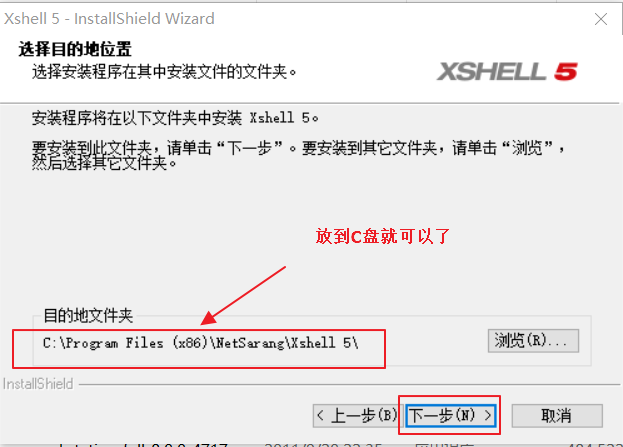 Xshell 5 - InstallShield Wizard
选择目的地位置
选择安装程序在其中安装文件的文件夹。
XSHELL 5
安装程序将在以下文件夹中安装 Xshell 5。
要安装到此文件夹，请单击“下一步”。要安装到其它文件夹，请单击“浏览”，
然后选择其它文件夹。
放到C盘就可以了
目的地文件夹
C:\Program Files (x86)\NetSarang\Xshell 5\
浏览(R)...
InstallShield
< 上一步(B)
下一步(N) >
取消